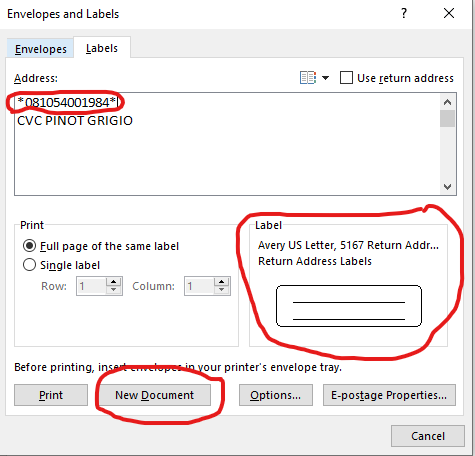 Envelopes and Labels
Envelopes
Labels
Address:
Use return address
*081054001984*
CVC PINOT GRIGIO
Print
Full page of the same label
Single label
Row: 1 Column: 1
Label
Avery US Letter, 5167 Return Addr...
Return Address Labels
Before printing, insert envelopes in your printer's envelope tray.
Print
New Document
Options...
E-postage Properties...
Cancel